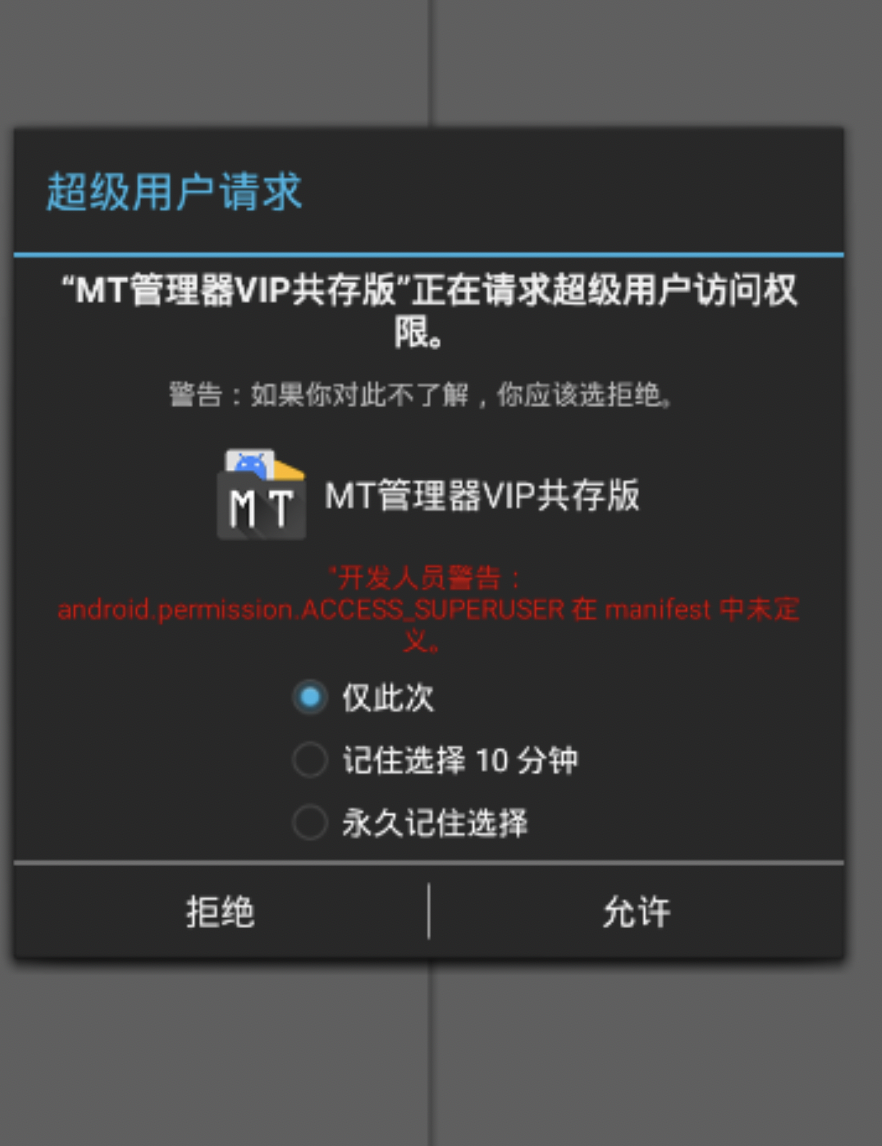 超级用户请求
“MT管理器VIP共存版”正在请求超级用户访问权
限。
警告：如果你对此不了解，你应该选拒绝。
MT
MT管理器VIP共存版
"开发人员警告：
android.permission.ACCESS_SUPERUSER 在 manifest 中未定
义。
仅此次
记住选择 10 分钟
永久记住选择
拒绝
允许